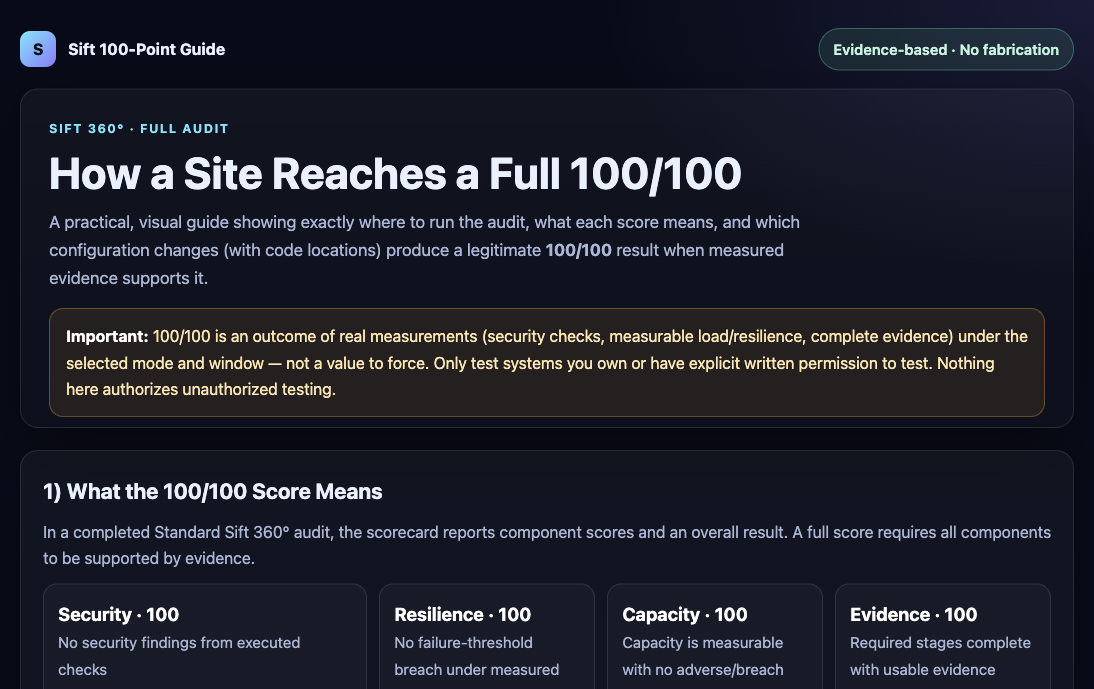 S
Sift 100-Point Guide
Evidence-based · No fabrication
SIFT 360° · FULL AUDIT
How a Site Reaches a Full 100/100
A practical, visual guide showing exactly where to run the audit, what each score means, and which
configuration changes (with code locations) produce a legitimate 100/100 result when measured
evidence supports it.
Important: 100/100 is an outcome of real measurements (security checks, measurable load/resilience, complete evidence) under the
selected mode and window — not a value to force. Only test systems you own or have explicit written permission to test. Nothing
here authorizes unauthorized testing.
1) What the 100/100 Score Means
In a completed Standard Sift 360° audit, the scorecard reports component scores and an overall result. A full score requires all components
to be supported by evidence.
Security · 100
No security findings from executed
checks
Resilience · 100
No failure-threshold
breach under measured
Capacity · 100
Capacity is measurable
with no adverse/breach
Evidence · 100
Required stages complete
with usable evidence